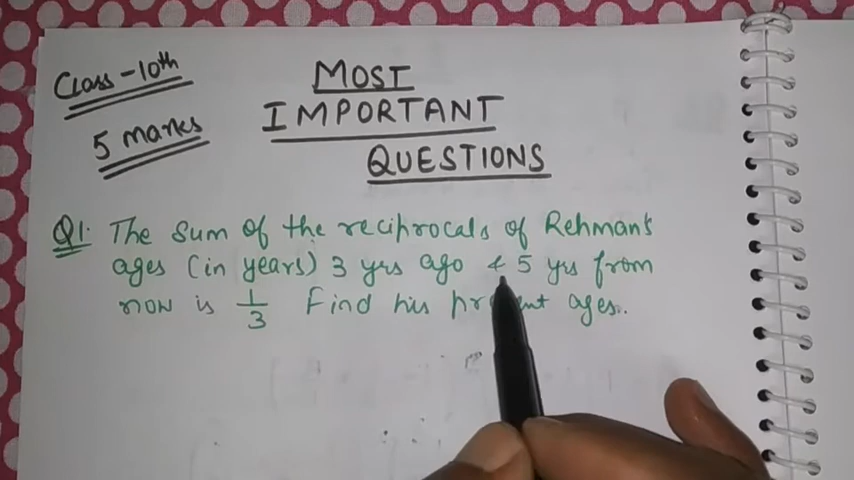 Class-10th
5 marks
MOST
IMPORTANT
QUESTIONS
Q1. The sum of the reciprocals of Rehman's
ages (in years) 3 yrs ago & 5 yrs from
now is 1/3 Find his present ages..